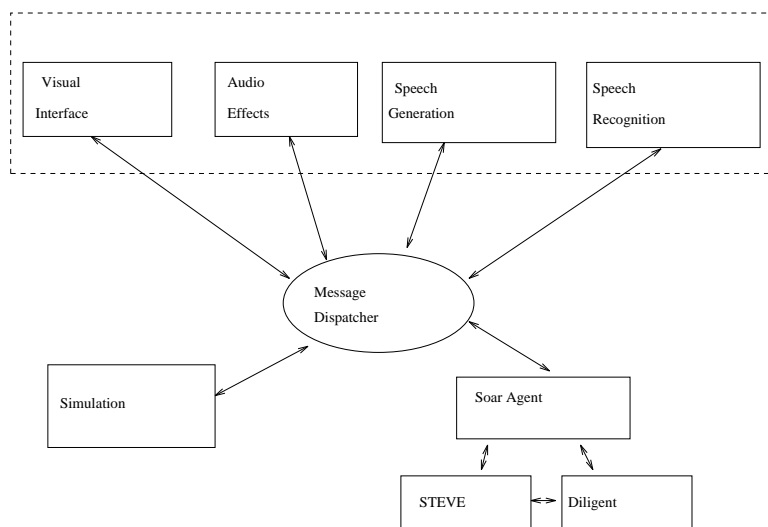 Visual
Interface
Audio
Effects
Speech
Generation
Speech
Recognition
Message
Dispatcher
Simulation
Soar Agent
STEVE
Diligent